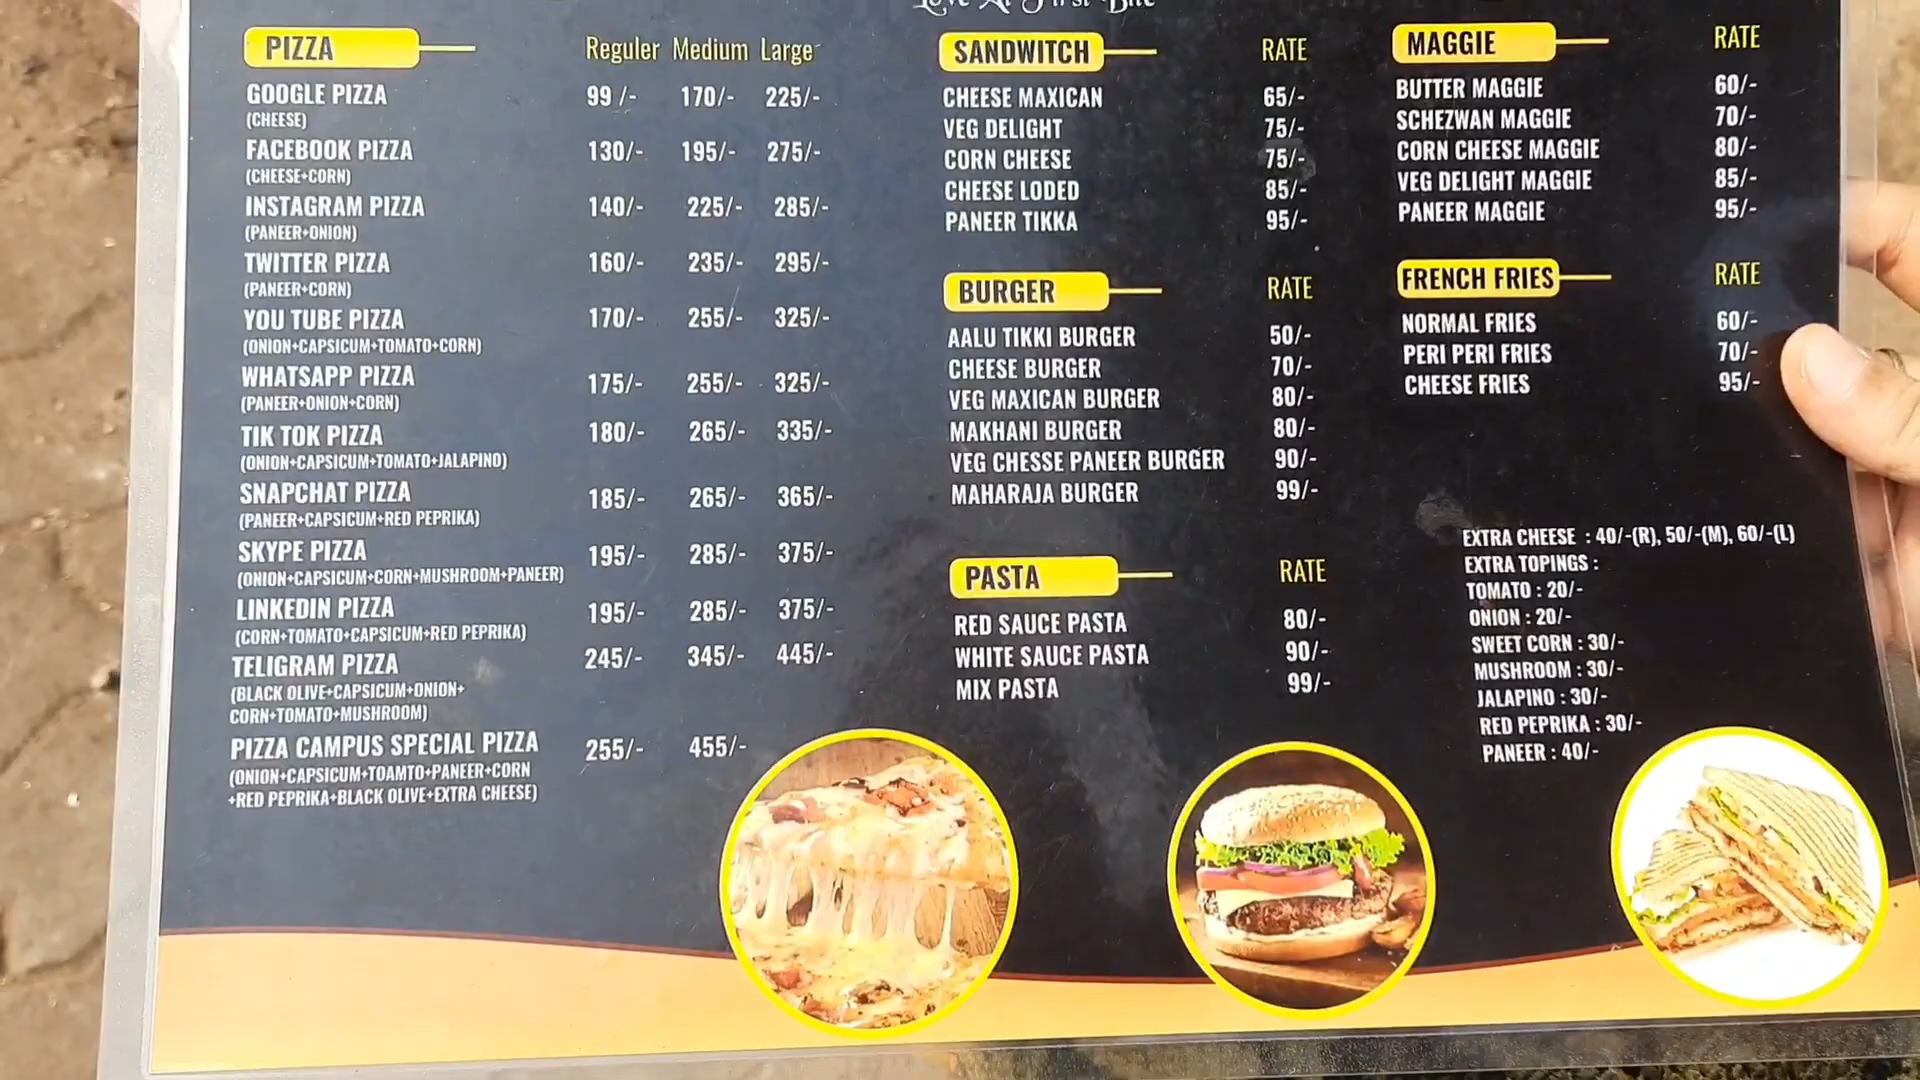 Love At First Bite
PIZZA Reguler Medium Large
GOOGLE PIZZA 99 /- 170/- 225/-
(CHEESE)
FACEBOOK PIZZA 130/- 195/- 275/-
(CHEESE+CORN)
INSTAGRAM PIZZA 140/- 225/- 285/-
(PANEER+ONION)
TWITTER PIZZA 160/- 235/- 295/-
(PANEER+CORN)
YOU TUBE PIZZA 170/- 255/- 325/-
(ONION+CAPSICUM+TOMATO+CORN)
WHATSAPP PIZZA 175/- 255/- 325/-
(PANEER+ONION+CORN)
TIK TOK PIZZA 180/- 265/- 335/-
(ONION+CAPSICUM+TOMATO+JALAPINO)
SNAPCHAT PIZZA 185/- 265/- 365/-
(PANEER+CAPSICUM+RED PEPRIKA)
SKYPE PIZZA 195/- 285/- 375/-
(ONION+CAPSICUM+CORN+MUSHROOM+PANEER)
LINKEDIN PIZZA 195/- 285/- 375/-
(CORN+TOMATO+CAPSICUM+RED PEPRIKA)
TELIGRAM PIZZA 245/- 345/- 445/-
(BLACK OLIVE+CAPSICUM+ONION+
CORN+TOMATO+MUSHROOM)
PIZZA CAMPUS SPECIAL PIZZA 255/- 455/-
(ONION+CAPSICUM+TOAMTO+PANEER+CORN
+RED PEPRIKA+BLACK OLIVE+EXTRA CHEESE)
SANDWITCH RATE
CHEESE MAXICAN 65/-
VEG DELIGHT 75/-
CORN CHEESE 75/-
CHEESE LODED 85/-
PANEER TIKKA 95/-
BURGER RATE
AALU TIKKI BURGER 50/-
CHEESE BURGER 70/-
VEG MAXICAN BURGER 80/-
MAKHANI BURGER 80/-
VEG CHESSE PANEER BURGER 90/-
MAHARAJA BURGER 99/-
PASTA RATE
RED SAUCE PASTA 80/-
WHITE SAUCE PASTA 90/-
MIX PASTA 99/-
MAGGIE RATE
BUTTER MAGGIE 60/-
SCHEZWAN MAGGIE 70/-
CORN CHEESE MAGGIE 80/-
VEG DELIGHT MAGGIE 85/-
PANEER MAGGIE 95/-
FRENCH FRIES RATE
NORMAL FRIES 60/-
PERI PERI FRIES 70/-
CHEESE FRIES 95/-
EXTRA CHEESE : 40/-(R), 50/-(M), 60/-(L)
EXTRA TOPINGS :
TOMATO : 20/-
ONION : 20/-
SWEET CORN : 30/-
MUSHROOM : 30/-
JALAPINO : 30/-
RED PEPRIKA : 30/-
PANEER : 40/-